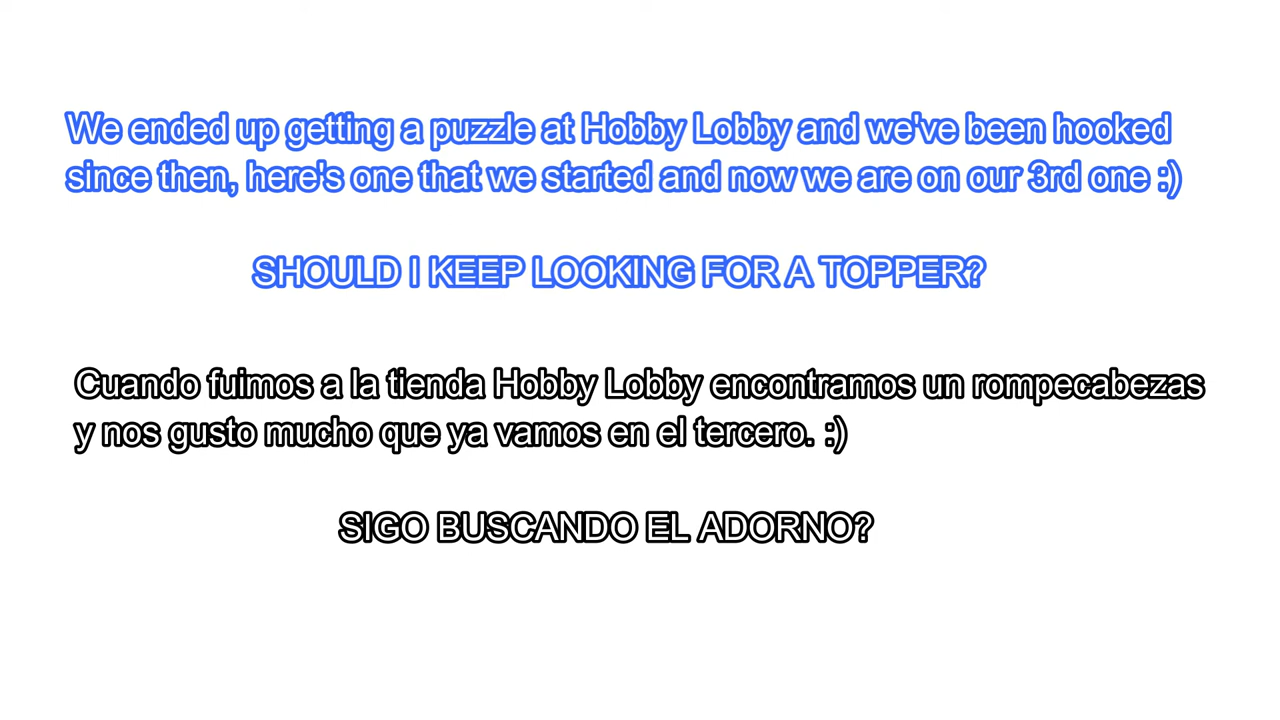 We ended up getting a puzzle at Hobby Lobby and we've been hooked
since then, here's one that we started and now we are on our 3rd one :)
SHOULD I KEEP LOOKING FOR A TOPPER?
Cuando fuimos a la tienda Hobby Lobby encontramos un rompecabezas
y nos gusto mucho que ya vamos en el tercero. :)
SIGO BUSCANDO EL ADORNO?